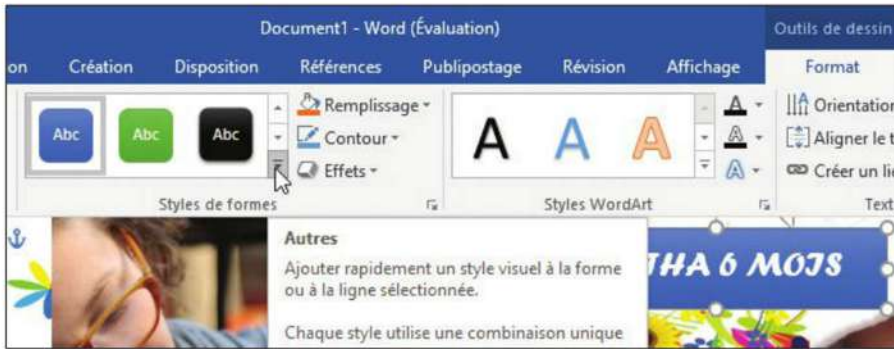 Document1 - Word (Évaluation)
Outils de dessin
on Création Disposition Références Publipostage Révision Affichage Format
Abc Abc Abc
Remplissage
Contour
Effets
A A A
A
A
A
Orientation
Aligner le t
Créer un lie
Styles de formes
Styles WordArt
Text
Autres
Ajouter rapidement un style visuel à la forme
ou à la ligne sélectionnée.
Chaque style utilise une combinaison unique
THA 6 MOIS